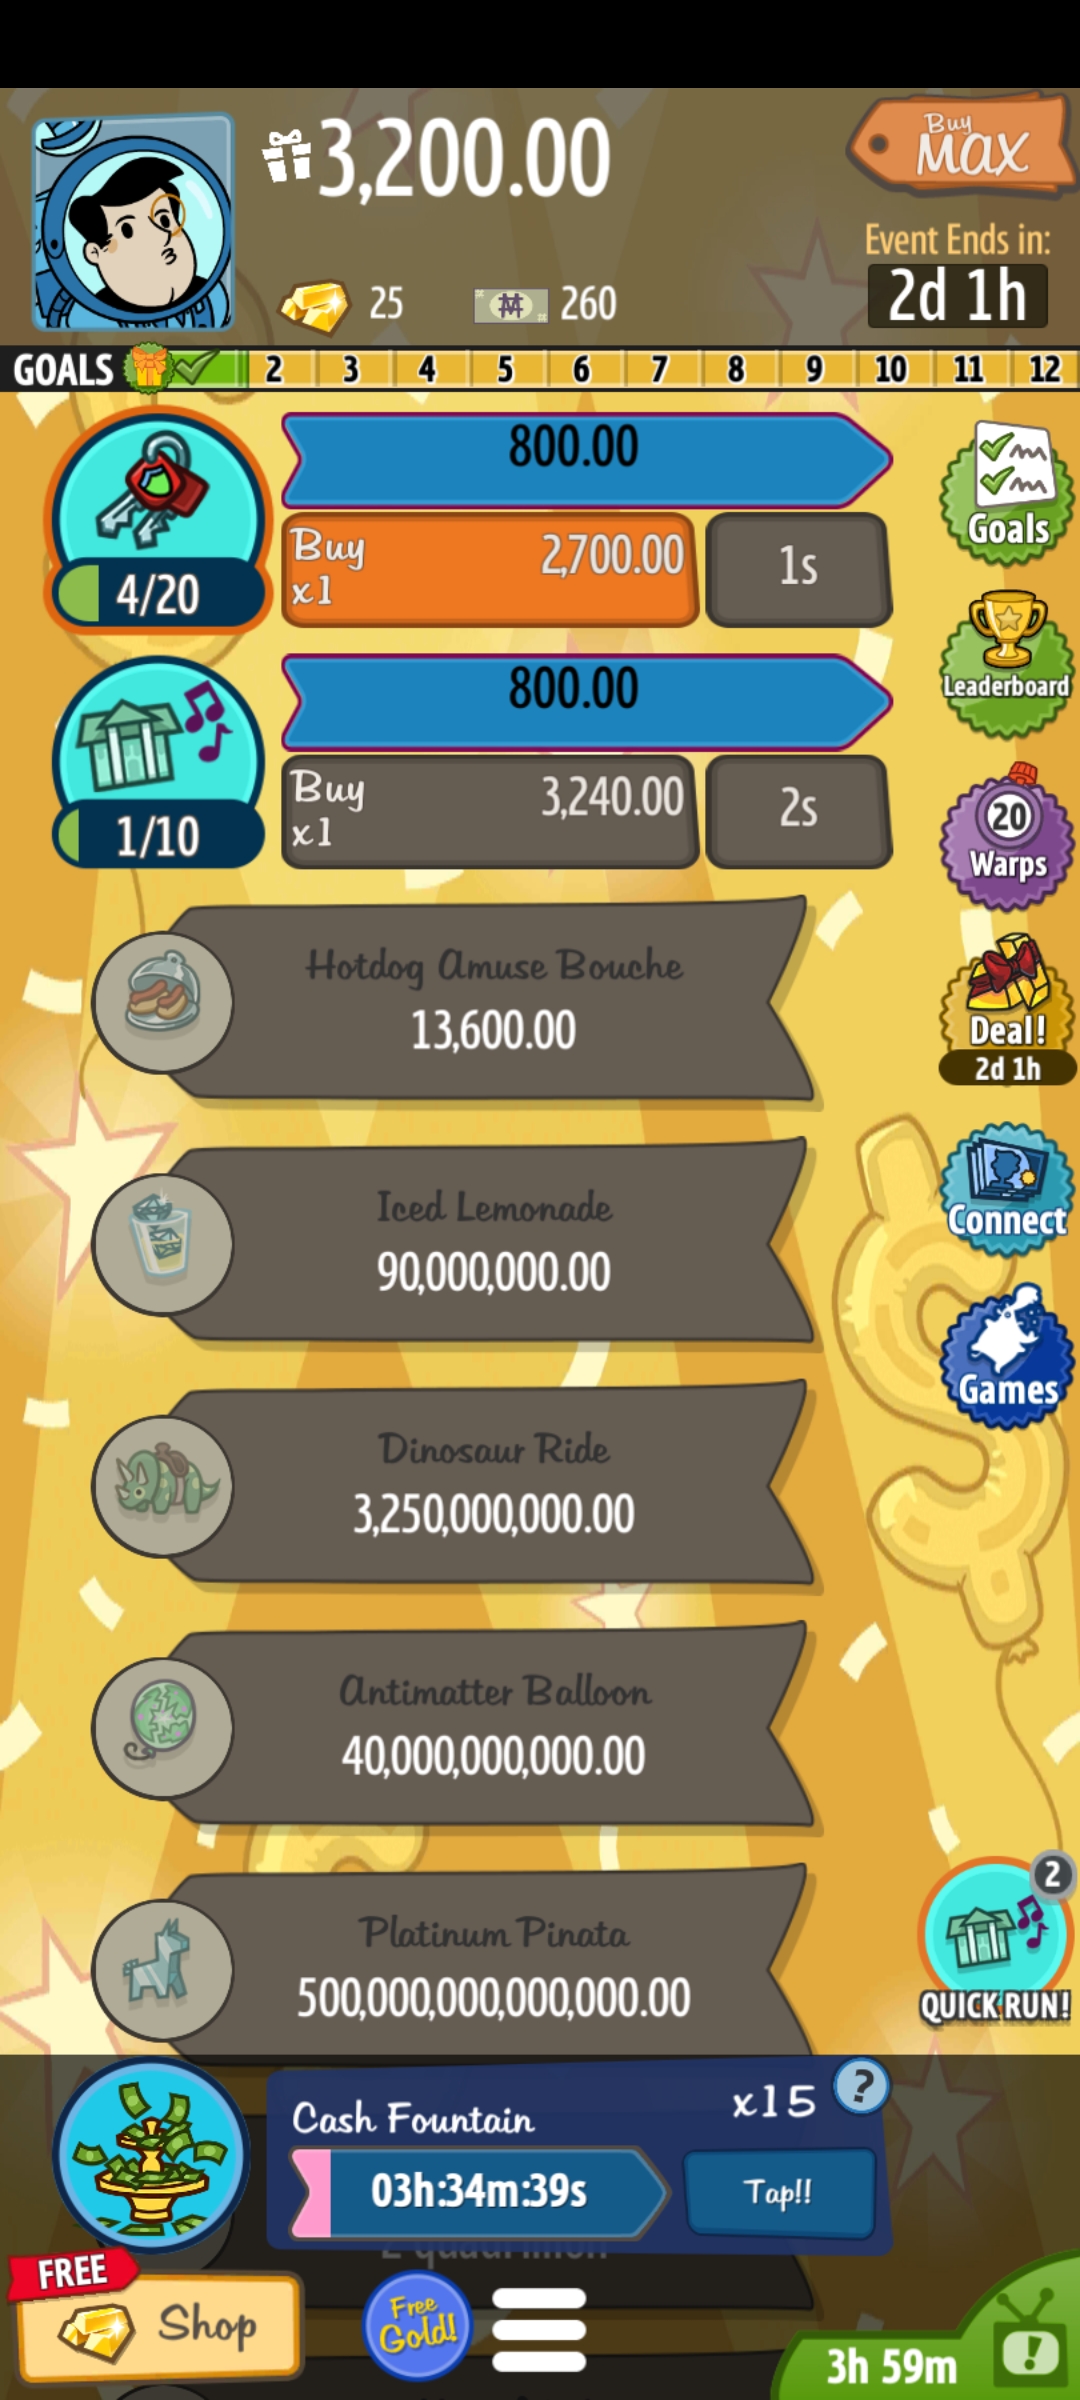 3,200.00
Buy
MAX
25
260
Event Ends in:
2d 1h
GOALS 2 3 4 5 6 7 8 9 10 11 12
800.00
Buy
x1
2,700.00
1s
4/20
Goals
Leaderboard
800.00
Buy
x1
3,240.00
2s
1/10
20
Warps
Hotdog Amuse Bouche
13,600.00
Deal!
2d 1h
Iced Lemonade
90,000,000.00
Connect
Dinosaur Ride
3,250,000,000.00
Games
Antimatter Balloon
40,000,000,000.00
Platinum Pinata
500,000,000,000,000.00
2
QUICK RUN!
Cash Fountain
x15
?
03h:34m:39s
Tap!!
2 quadrillion
FREE
Shop
Free
Gold!
3h 59m
!